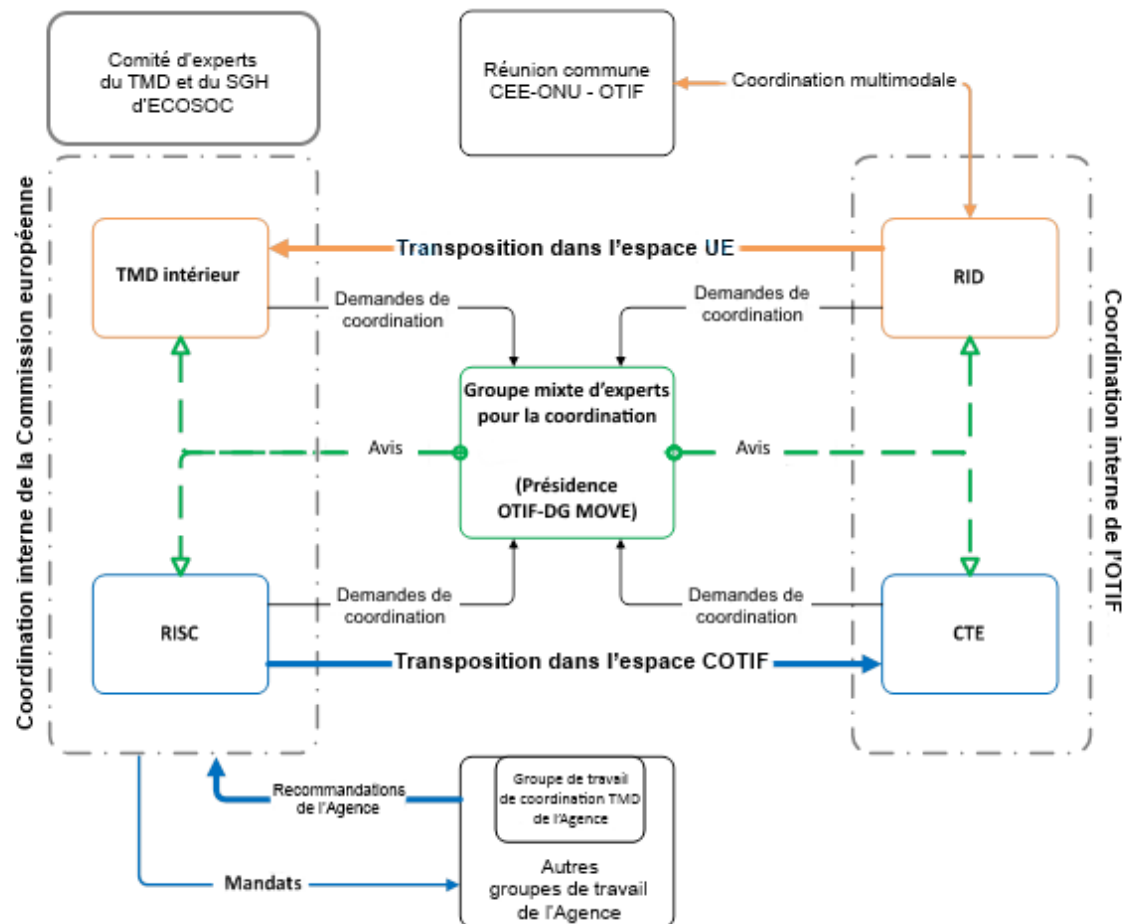 Comité d'experts
du TMD et du SGH
d'ECOSOC
Réunion commune
CEE-ONU - OTIF
Coordination multimodale
Coordination interne de la Commission européenne
TMD intérieur
Transposition dans l'espace UE
RID
Coordination interne de l'OTIF
Demandes de
coordination
Demandes de
coordination
Groupe mixte d'experts
pour la coordination
(Présidence
OTIF-DG MOVE)
Avis
Avis
Demandes de
coordination
Demandes de
coordination
RISC
Transposition dans l'espace COTIF
CTE
Recommandations
de l'Agence
Groupe de travail
de coordination TMD
de l'Agence
Autres
groupes de travail
de l'Agence
Mandats